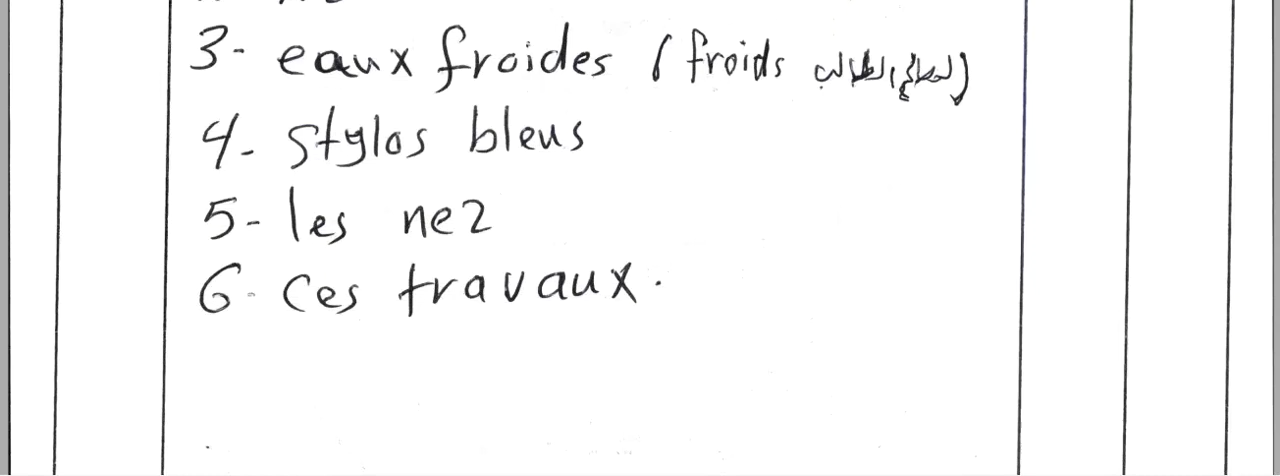 3- eaux froides (froids
4- stylos bleus
5- les nez
6- ces travaux.